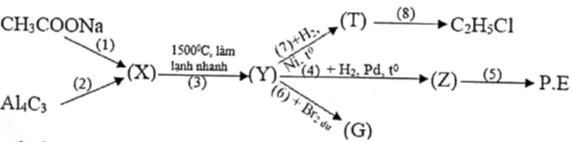 CH₃COONa
(1)
(2)
Al₄C₃
(X)
1500⁰C, làm
lạnh nhanh
(3)
(Y)
(7)+H₂,
Ni, t⁰
(T)
(8)
C₂H₅Cl
(4) + H₂, Pd, t⁰
(Z)
(5)
P.E
(6) + Br₂ dư
(G)